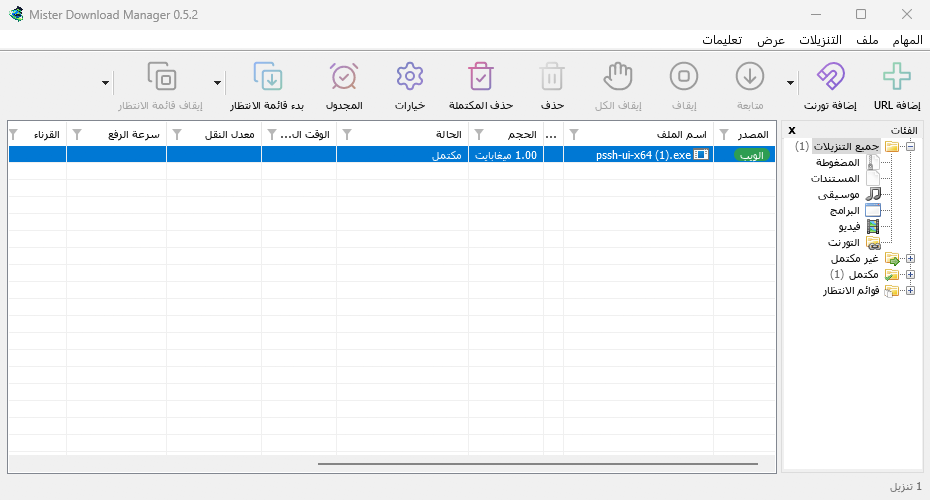 Mister Download Manager 0.5.2
المهام ملف التنزيلات عرض تعليمات
إضافة URL إضافة تورنت متابعة إيقاف إيقاف الكل حذف حذف المكتملة خيارات المجدول بدء قائمة الانتظار إيقاف قائمة الانتظار
الفئات x
جميع التنزيلات (1)
المضغوطة
المستندات
موسيقى
البرامج
فيديو
التورنت
غير مكتمل
مكتمل (1)
قوائم الانتظار
المصدر اسم الملف ... الحجم الحالة الوقت ال... معدل النقل سرعة الرفع القرناء
الويب pssh-ui-x64 (1).exe 1.00 ميغابايت مكتمل
1 تنزيل